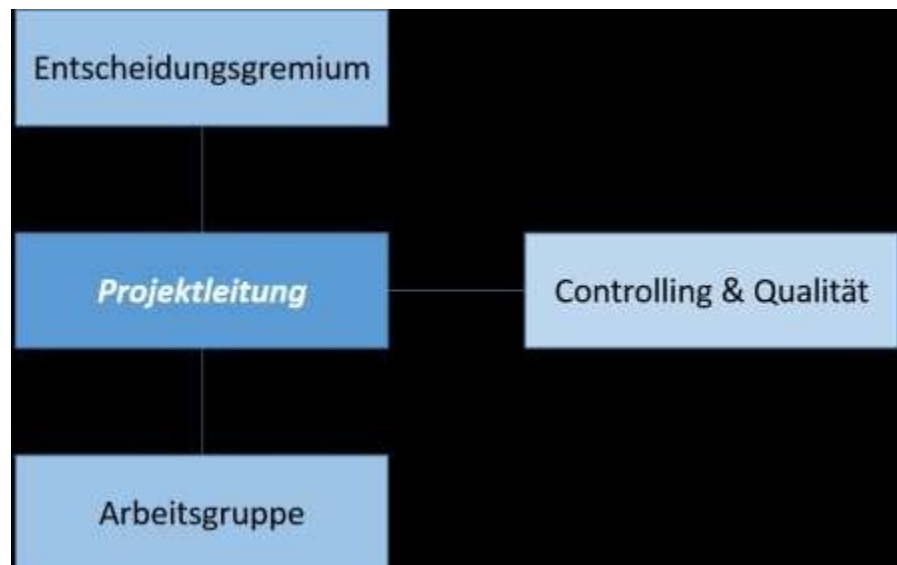 Entscheidungsgremium
Projektleitung
Controlling & Qualität
Arbeitsgruppe